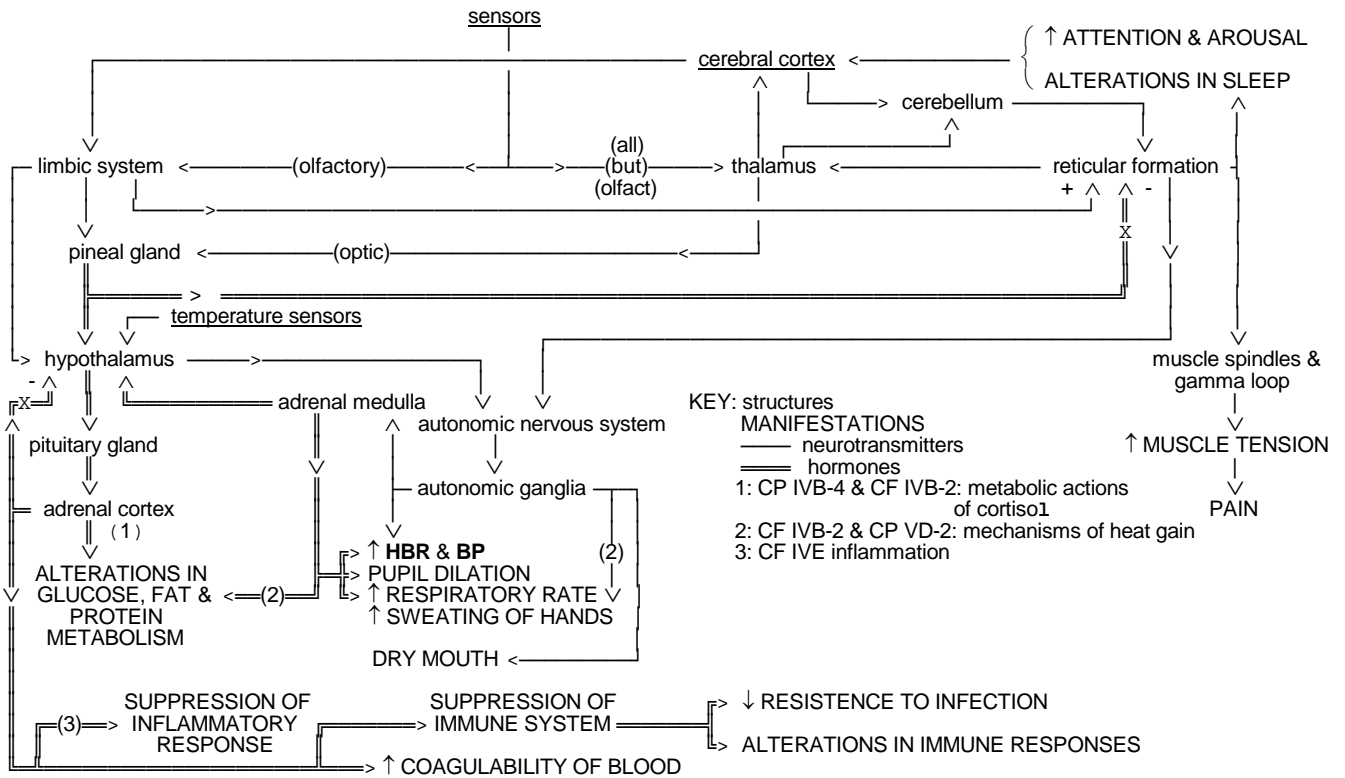 sensors
↑ ATTENTION & AROUSAL
cerebral cortex
ALTERATIONS IN SLEEP
cerebellum
(all)
limbic system
(olfactory)
(but)
thalamus
reticular formation
(olfact)
+ -
X
pineal gland
(optic)
temperature sensors
hypothalamus
muscle spindles &
gamma loop
-
X
adrenal medulla
autonomic nervous system
pituitary gland
autonomic ganglia
adrenal cortex
(1)
KEY: structures
MANIFESTATIONS
neurotransmitters
hormones
1: CP IVB-4 & CF IVB-2: metabolic actions
of cortisol
2: CF IVB-2 & CP VD-2: mechanisms of heat gain
3: CF IVE inflammation
↑ MUSCLE TENSION
PAIN
↑ HBR & BP
(2)
PUPIL DILATION
↑ RESPIRATORY RATE
↑ SWEATING OF HANDS
ALTERATIONS IN
GLUCOSE, FAT &
(2)
PROTEIN
METABOLISM
DRY MOUTH
(3)
SUPPRESSION OF
INFLAMMATORY
RESPONSE
SUPPRESSION OF
IMMUNE SYSTEM
↓ RESISTENCE TO INFECTION
ALTERATIONS IN IMMUNE RESPONSES
↑ COAGULABILITY OF BLOOD